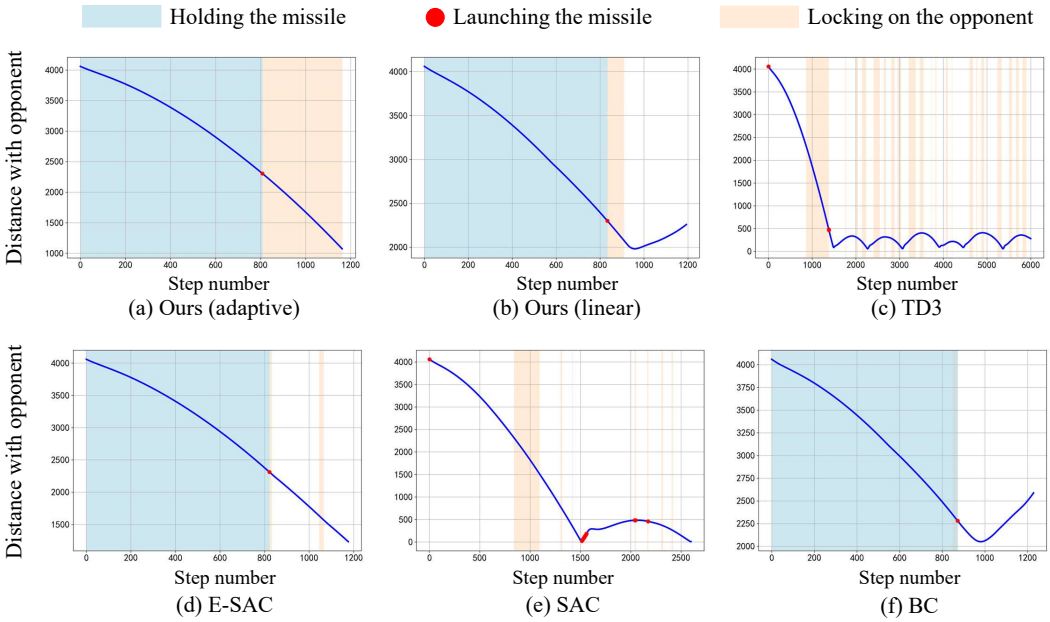 Holding the missile
Launching the missile
Locking on the opponent
Distance with opponent
4000
3500
3000
2500
2000
1500
1000
0 200 400 600 800 1000 1200
Step number
(a) Ours (adaptive)
4000
3500
3000
2500
2000
0 200 400 600 800 1000 1200
Step number
(b) Ours (linear)
4000
3500
3000
2500
2000
1500
1000
500
0
0 1000 2000 3000 4000 5000 6000
Step number
(c) TD3
Distance with opponent
4000
3500
3000
2500
2000
1500
0 200 400 600 800 1000
Step number
(d) E-SAC
4000
3500
3000
2500
2000
1500
1000
500
0
0 500 1000 1500 2000 2500
Step number
(e) SAC
4000
3750
3500
3250
3000
2750
2500
2250
2000
0 200 400 600 800 1000 1200
Step number
(f) BC